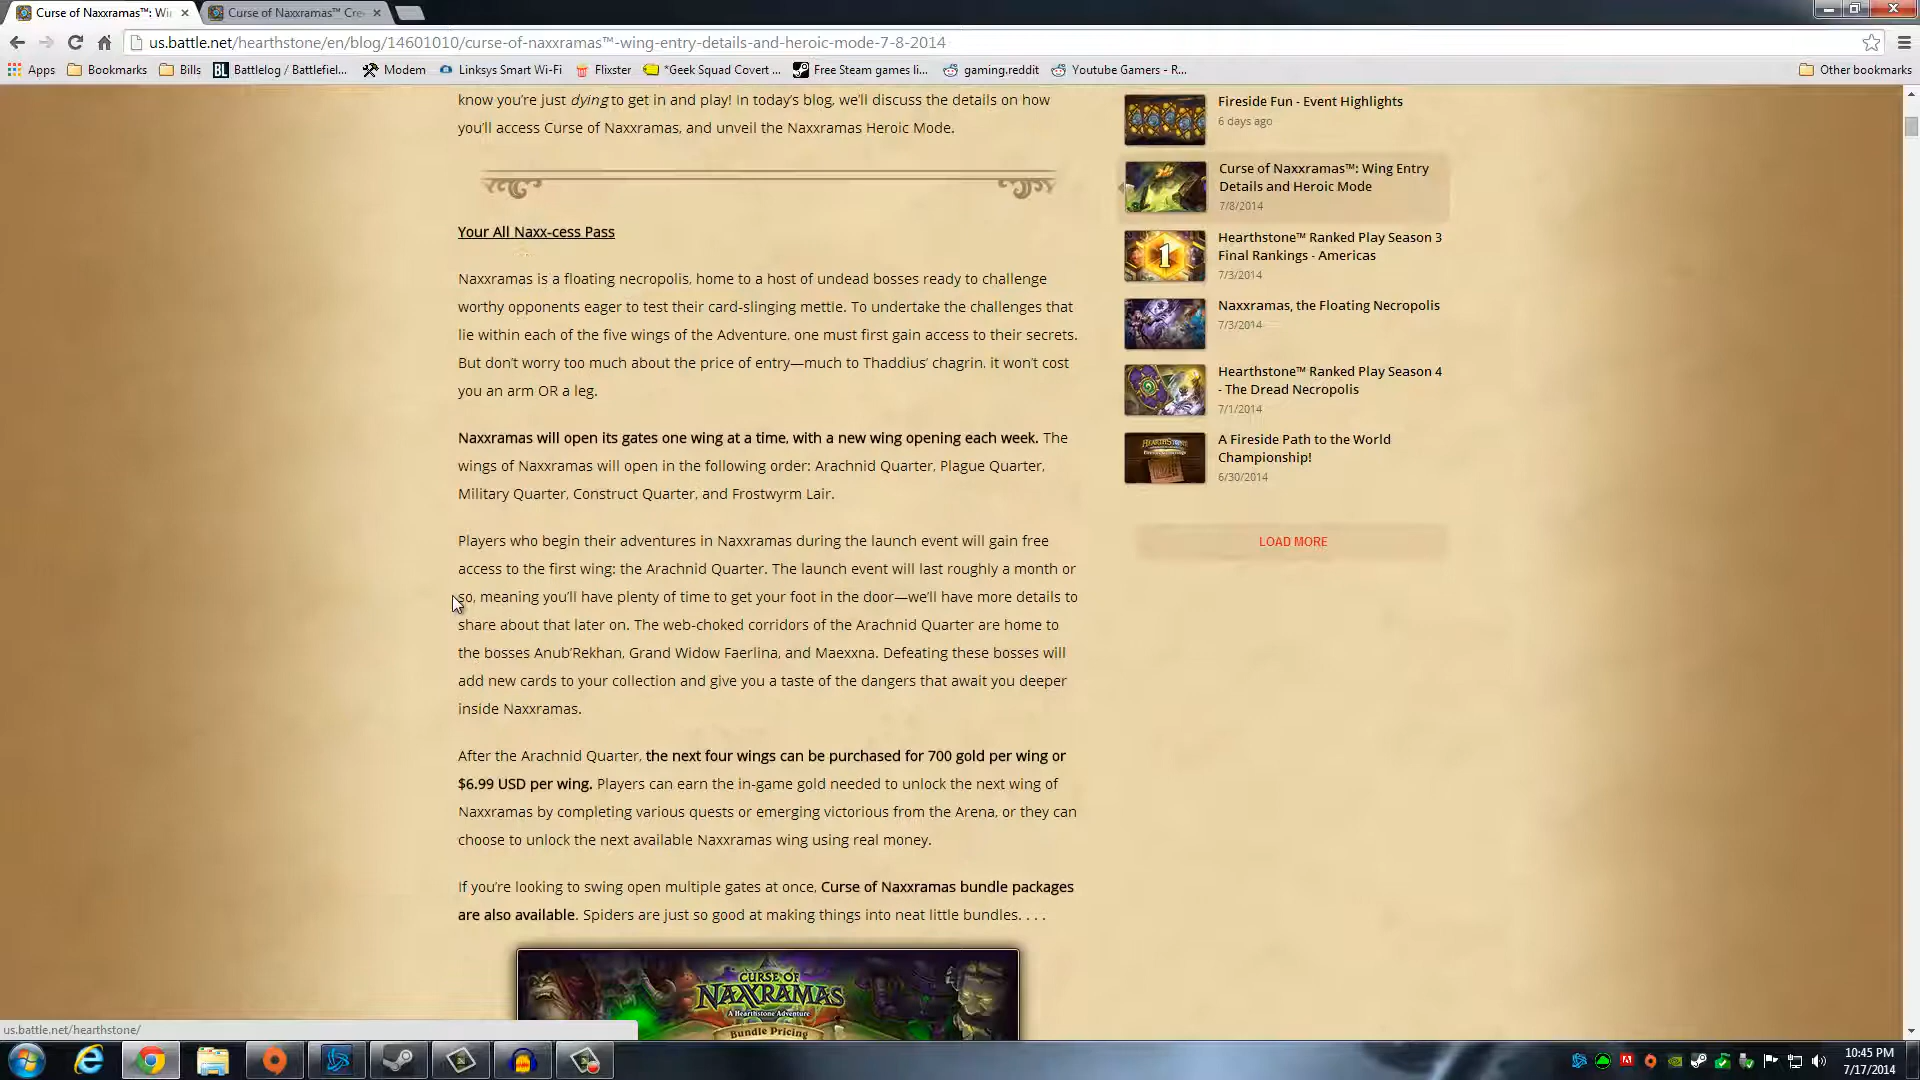 Curse of Naxxramas™: Wi
Curse of Naxxramas™ Cre
us.battle.net/hearthstone/en/blog/14601010/curse-of-naxxramas™-wing-entry-details-and-heroic-mode-7-8-2014
Apps
Bookmarks
Bills
Battlelog / Battlefiel...
Modem
Linksys Smart Wi-Fi
Flixster
*Geek Squad Covert ...
Free Steam games li...
gaming.reddit
Youtube Gamers - R...
Other bookmarks
know you're just dying to get in and play! In today's blog, we'll discuss the details on how
you'll access Curse of Naxxramas, and unveil the Naxxramas Heroic Mode.
Your All Naxx-cess Pass
Naxxramas is a floating necropolis, home to a host of undead bosses ready to challenge
worthy opponents eager to test their card-slinging mettle. To undertake the challenges that
lie within each of the five wings of the Adventure, one must first gain access to their secrets.
But don't worry too much about the price of entry—much to Thaddius' chagrin, it won't cost
you an arm OR a leg.
Naxxramas will open its gates one wing at a time, with a new wing opening each week. The
wings of Naxxramas will open in the following order: Arachnid Quarter, Plague Quarter,
Military Quarter, Construct Quarter, and Frostwyrm Lair.
Players who begin their adventures in Naxxramas during the launch event will gain free
access to the first wing: the Arachnid Quarter. The launch event will last roughly a month or
so, meaning you'll have plenty of time to get your foot in the door—we'll have more details to
share about that later on. The web-choked corridors of the Arachnid Quarter are home to
the bosses Anub'Rekhan, Grand Widow Faerlina, and Maexxna. Defeating these bosses will
add new cards to your collection and give you a taste of the dangers that await you deeper
inside Naxxramas.
After the Arachnid Quarter, the next four wings can be purchased for 700 gold per wing or
$6.99 USD per wing. Players can earn the in-game gold needed to unlock the next wing of
Naxxramas by completing various quests or emerging victorious from the Arena, or they can
choose to unlock the next available Naxxramas wing using real money.
If you're looking to swing open multiple gates at once, Curse of Naxxramas bundle packages
are also available. Spiders are just so good at making things into neat little bundles. . . .
CURSE OF
NAXXRAMAS
A Hearthstone Adventure
Bundle Pricing
Fireside Fun - Event Highlights
6 days ago
Curse of Naxxramas™: Wing Entry
Details and Heroic Mode
7/8/2014
1
Hearthstone™ Ranked Play Season 3
Final Rankings - Americas
7/3/2014
Naxxramas, the Floating Necropolis
7/3/2014
Hearthstone™ Ranked Play Season 4
- The Dread Necropolis
7/1/2014
HEARTHSTONE
A Fireside Path to the World
Championship!
6/30/2014
LOAD MORE
us.battle.net/hearthstone/
10:45 PM
7/17/2014